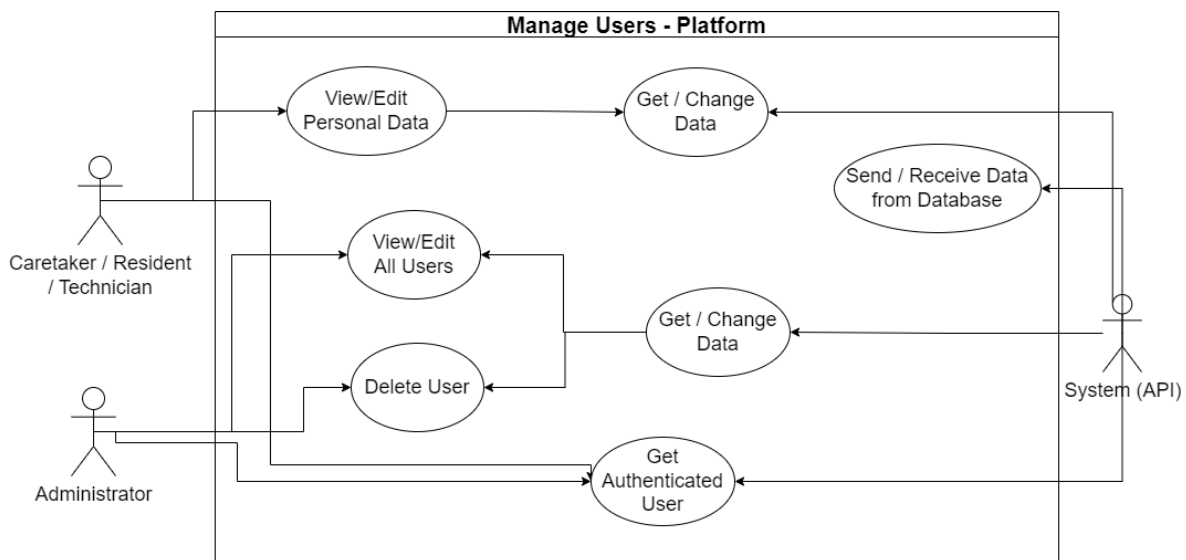 Manage Users - Platform
View/Edit
Personal Data
Get / Change
Data
Send / Receive Data
from Database
Caretaker / Resident
/ Technician
View/Edit
All Users
Get / Change
Data
Delete User
System (API)
Administrator
Get
Authenticated
User